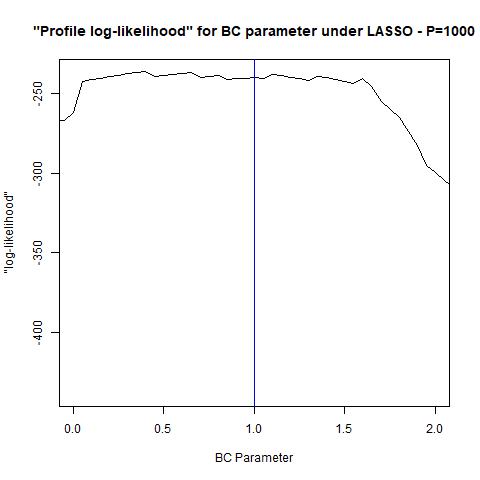 "Profile log-likelihood" for BC parameter under LASSO - P=1000
"log-likelihood"
-250
-300
-350
-400
0.0 0.5 1.0 1.5 2.0
BC Parameter